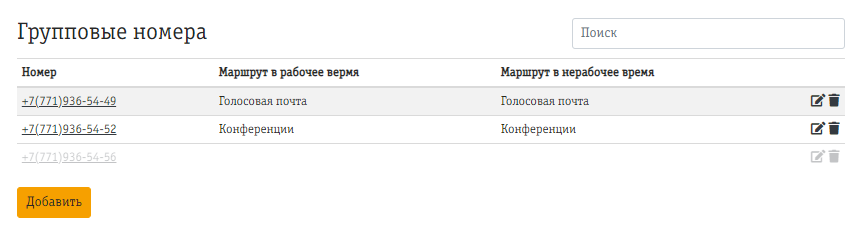 Групповые номера
Поиск
Номер Маршрут в рабочее вермя Маршрут в нерабочее время
+7(771)936-54-49 Голосовая почта Голосовая почта
+7(771)936-54-52 Конференции Конференции
+7(771)936-54-56
Добавить